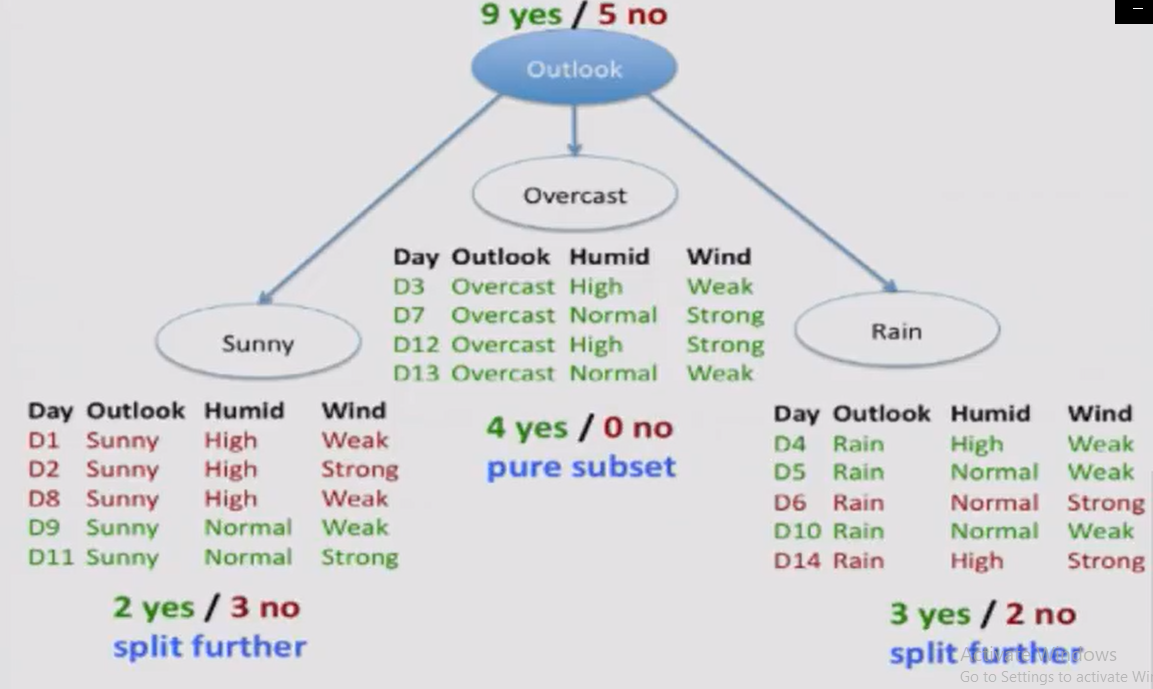 9 yes / 5 no
Outlook
Overcast
Day Outlook Humid Wind
D3 Overcast High Weak
D7 Overcast Normal Strong
D12 Overcast High Strong
D13 Overcast Normal Weak
4 yes / 0 no
pure subset
Sunny
Day Outlook Humid Wind
D1 Sunny High Weak
D2 Sunny High Strong
D8 Sunny High Weak
D9 Sunny Normal Weak
D11 Sunny Normal Strong
2 yes / 3 no
split further
Rain
Day Outlook Humid Wind
D4 Rain High Weak
D5 Rain Normal Weak
D6 Rain Normal Strong
D10 Rain Normal Weak
D14 Rain High Strong
3 yes / 2 no
split further
Activate Windows
Go to Settings to activate Wi